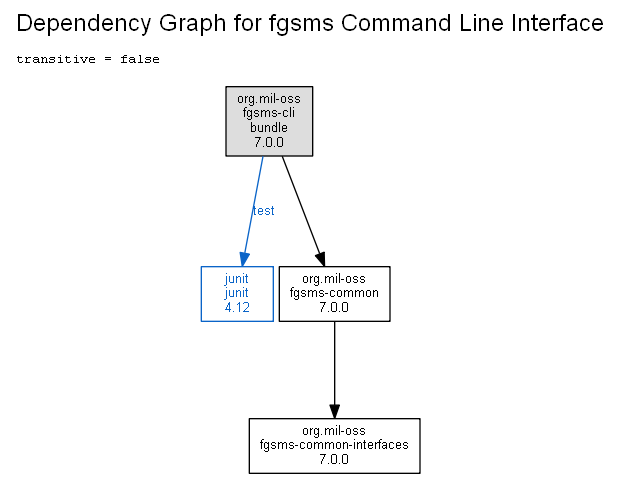 Dependency Graph for fgsms Command Line Interface
transitive = false
org.mil-oss
fgsms-cli
bundle
7.0.0
test
junit
junit
4.12
org.mil-oss
fgsms-common
7.0.0
org.mil-oss
fgsms-common-interfaces
7.0.0